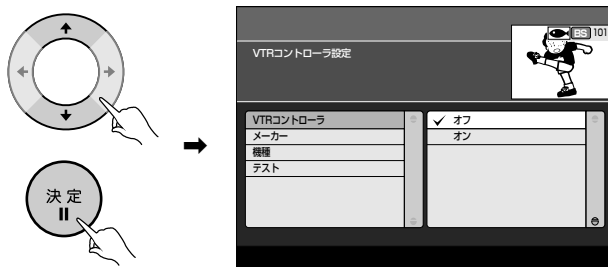 決定
VTRコントローラ設定
BS 101
VTRコントローラ
メーカー
機種
テスト
オフ
オン